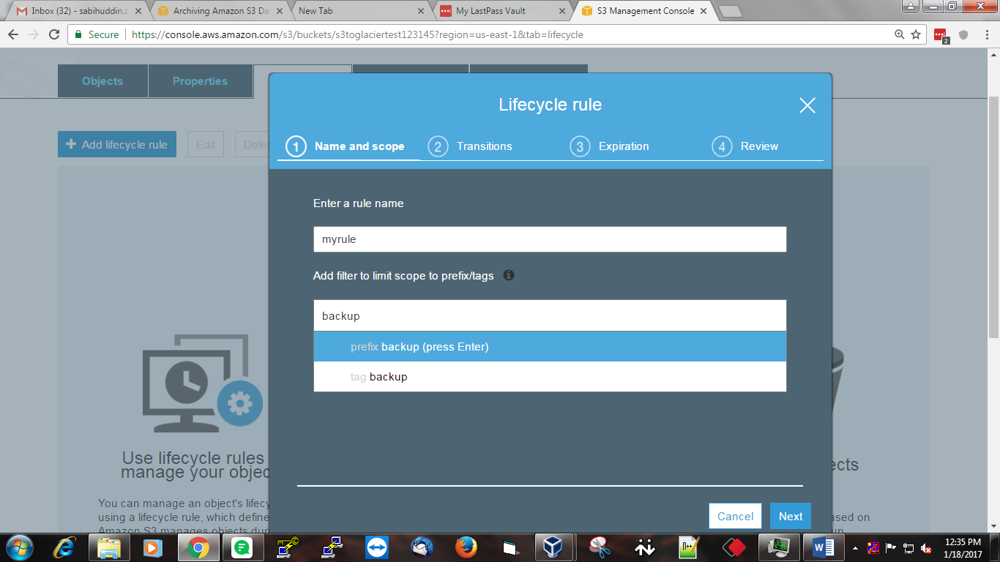 Inbox (32) - sabihuddin.z
Archiving Amazon S3 Da
New Tab
My LastPass Vault
S3 Management Console
Secure
https://console.aws.amazon.com/s3/buckets/s3toglaciertest123145?region=us-east-1&tab=lifecycle
2
Objects
Properties
Lifecycle rule
1 Name and scope
2 Transitions
3 Expiration
4 Review
+ Add lifecycle rule
Edit
Delet
Enter a rule name
myrule
Add filter to limit scope to prefix/tags
backup
prefix backup (press Enter)
tag backup
Use lifecycle rules
manage your objec
You can manage an object's lifecy
using a lifecycle rule, which define
Amazon S3 manages objects duri
ects
ased on
up
Cancel
Next
12:35 PM
1/18/2017